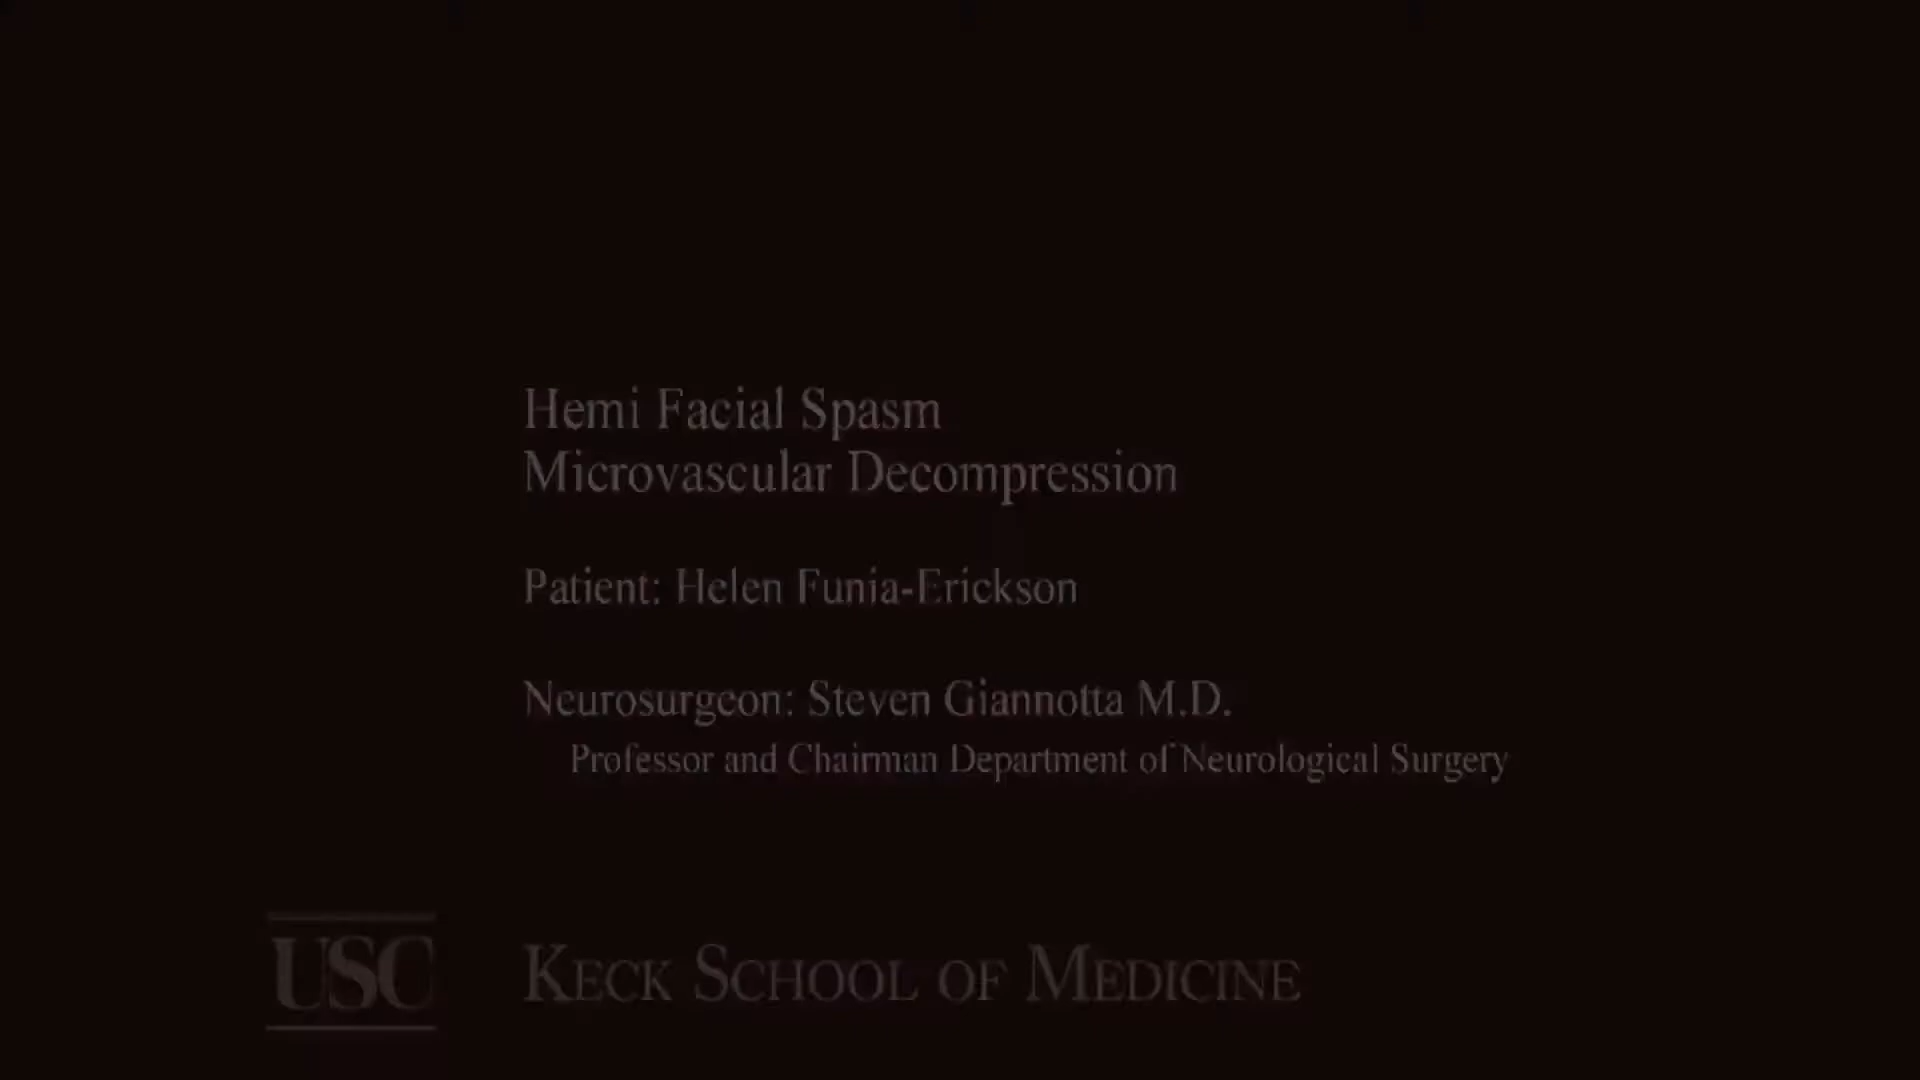 Hemi Facial Spasm
Microvascular Decompression
Patient: Helen Funia-Erickson
Neurosurgeon: Steven Giannotta M.D.
Professor and Chairman Department of Neurological Surgery
USC KECK SCHOOL OF MEDICINE